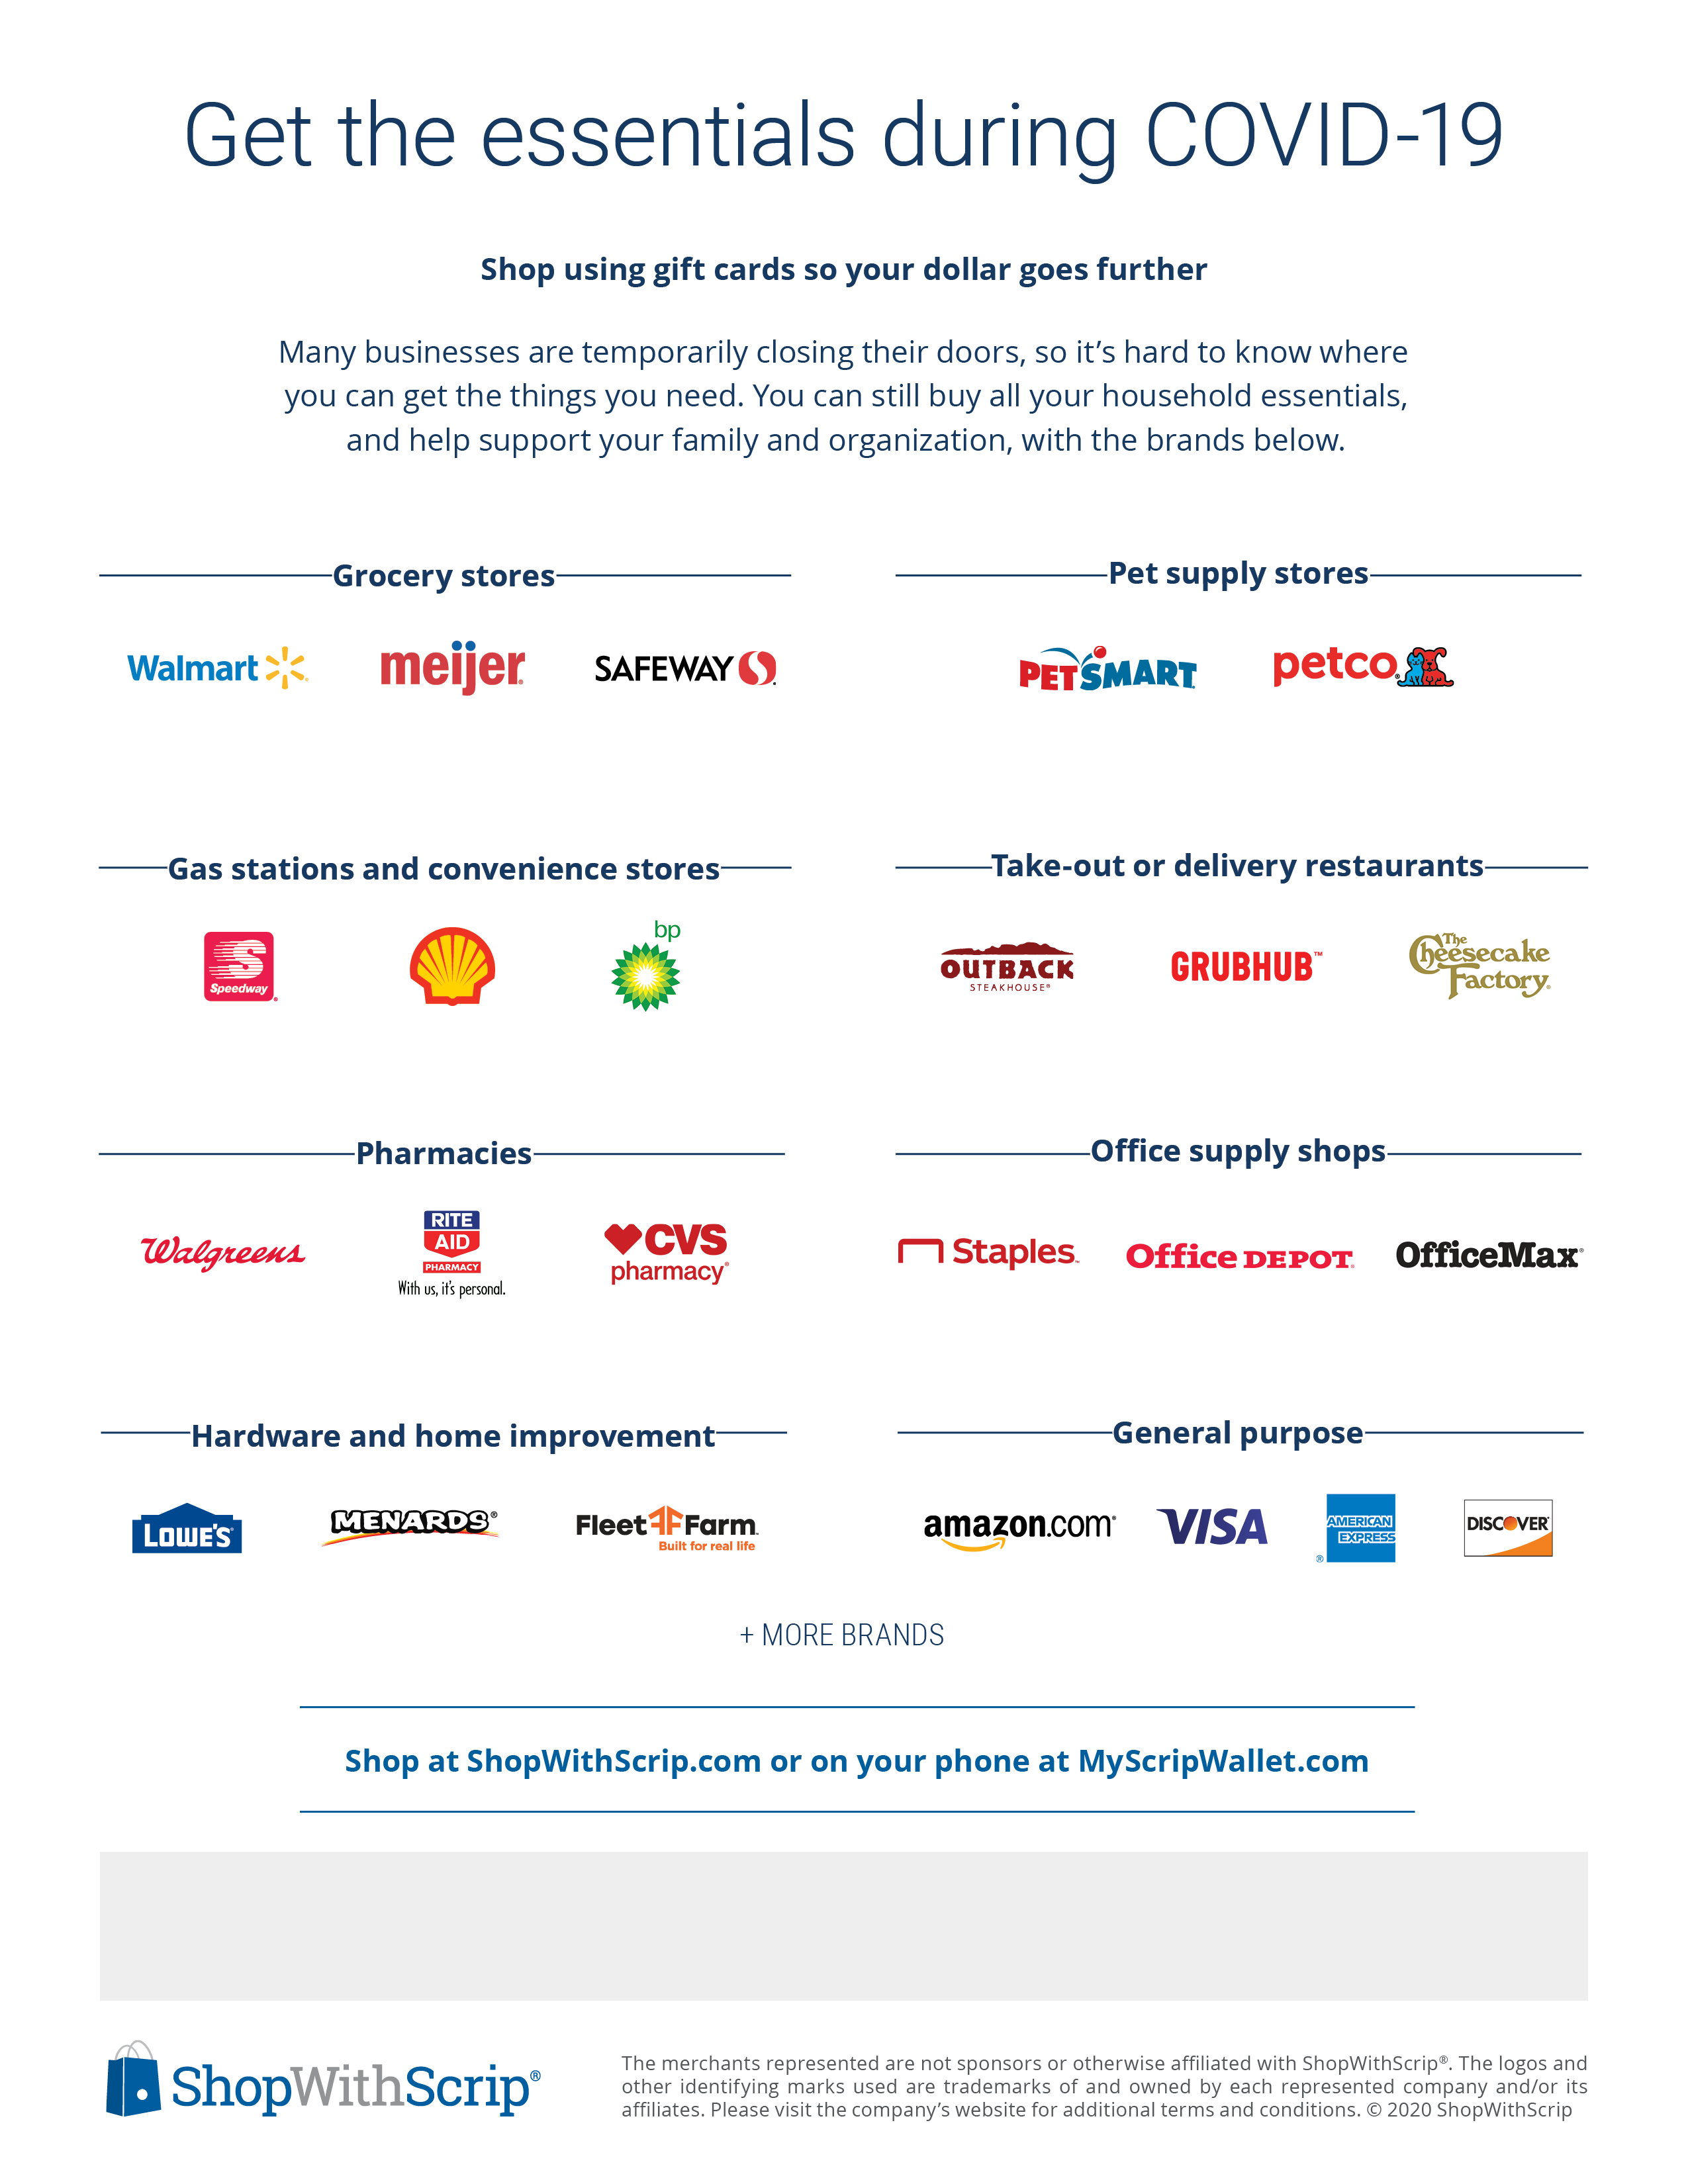 Get the essentials during COVID-19
Shop using gift cards so your dollar goes further
Many businesses are temporarily closing their doors, so it's hard to know where
you can get the things you need. You can still buy all your household essentials,
and help support your family and organization, with the brands below.
Grocery stores
Walmart
meijer
SAFEWAY
Pet supply stores
PETSMART
petco
Gas stations and convenience stores
Speedway
bp
Take-out or delivery restaurants
OUTBACK
STEAKHOUSE®
GRUBHUB™
The
Cheesecake
Factory®
Pharmacies
Walgreens
RITE
AID
PHARMACY
With us, it's personal.
CVS
pharmacy®
Office supply shops
Staples™
Office DEPOT®
OfficeMax®
Hardware and home improvement
LOWE'S
MENARDS®
Fleet Farm
Built for real life
General purpose
amazon.com®
VISA
AMERICAN
EXPRESS
®
DISCOVER
+ MORE BRANDS
Shop at ShopWithScrip.com or on your phone at MyScripWallet.com
ShopWithScrip®
The merchants represented are not sponsors or otherwise affiliated with ShopWithScrip®. The logos and
other identifying marks used are trademarks of and owned by each represented company and/or its
affiliates. Please visit the company's website for additional terms and conditions. © 2020 ShopWithScrip